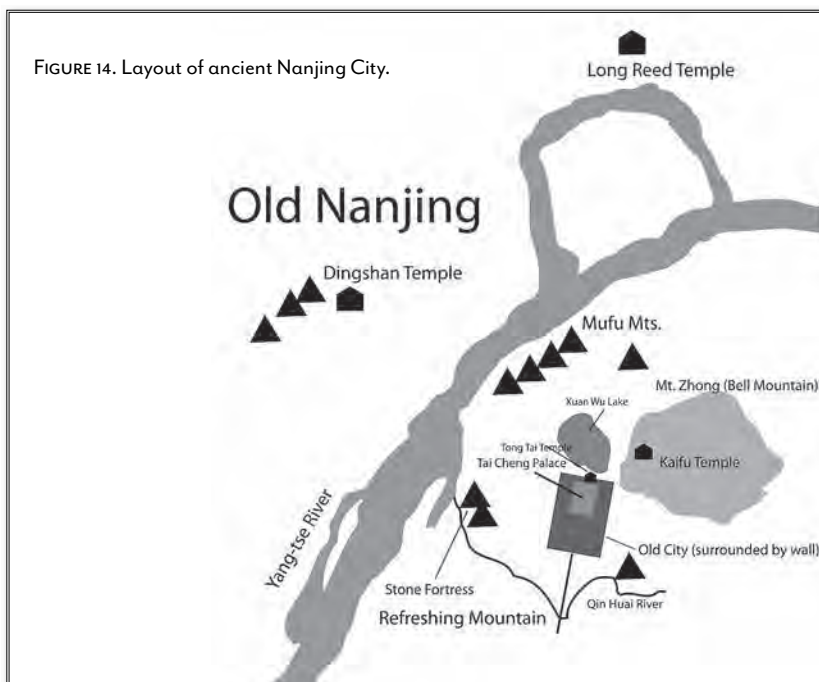 FIGURE 14. Layout of ancient Nanjing City.
Long Reed Temple
Old Nanjing
Dingshan Temple
Mufu Mts.
Mt. Zhong (Bell Mountain)
Xuan Wu Lake
Tong Tai Temple
Tai Cheng Palace
Kaifu Temple
Yang-tse River
Old City (surrounded by wall)
Stone Fortress
Qin Huai River
Refreshing Mountain